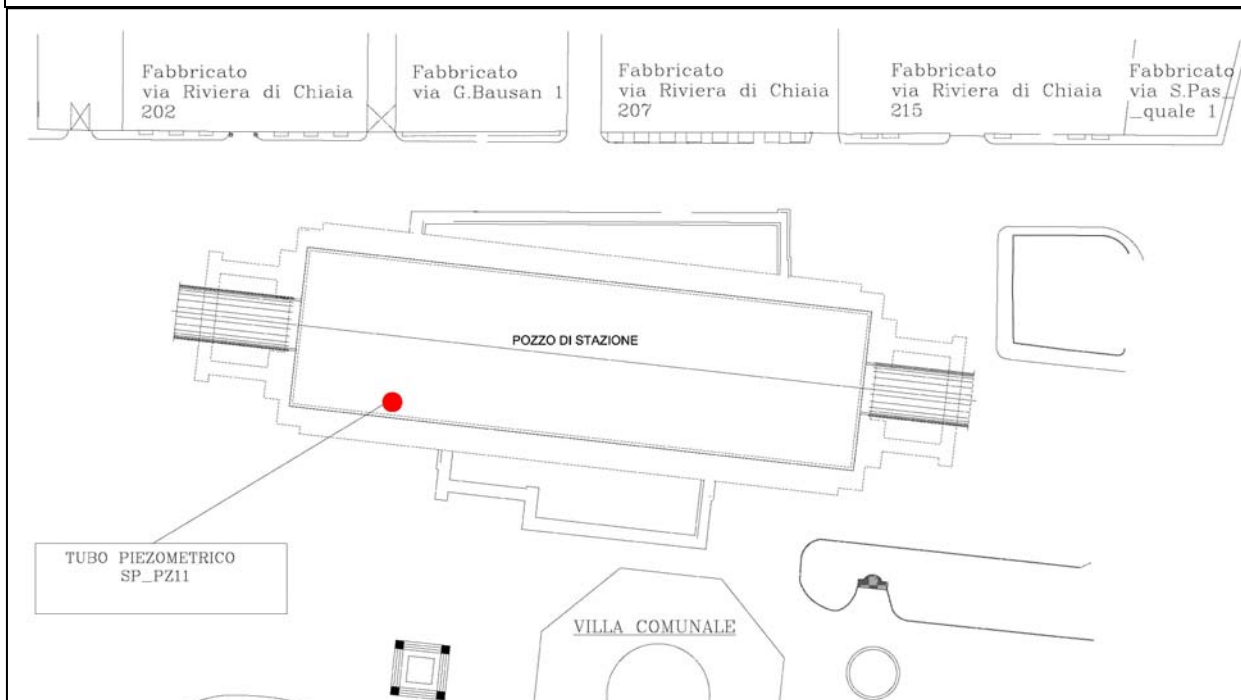 Fabbricato
via Riviera di Chiaia
202
Fabbricato
via G.Bausan 1
Fabbricato
via Riviera di Chiaia
207
Fabbricato
via Riviera di Chiaia
215
Fabbricato
via S.Pas_
_quale 1
POZZO DI STAZIONE
TUBO PIEZOMETRICO
SP_PZ11
VILLA COMUNALE